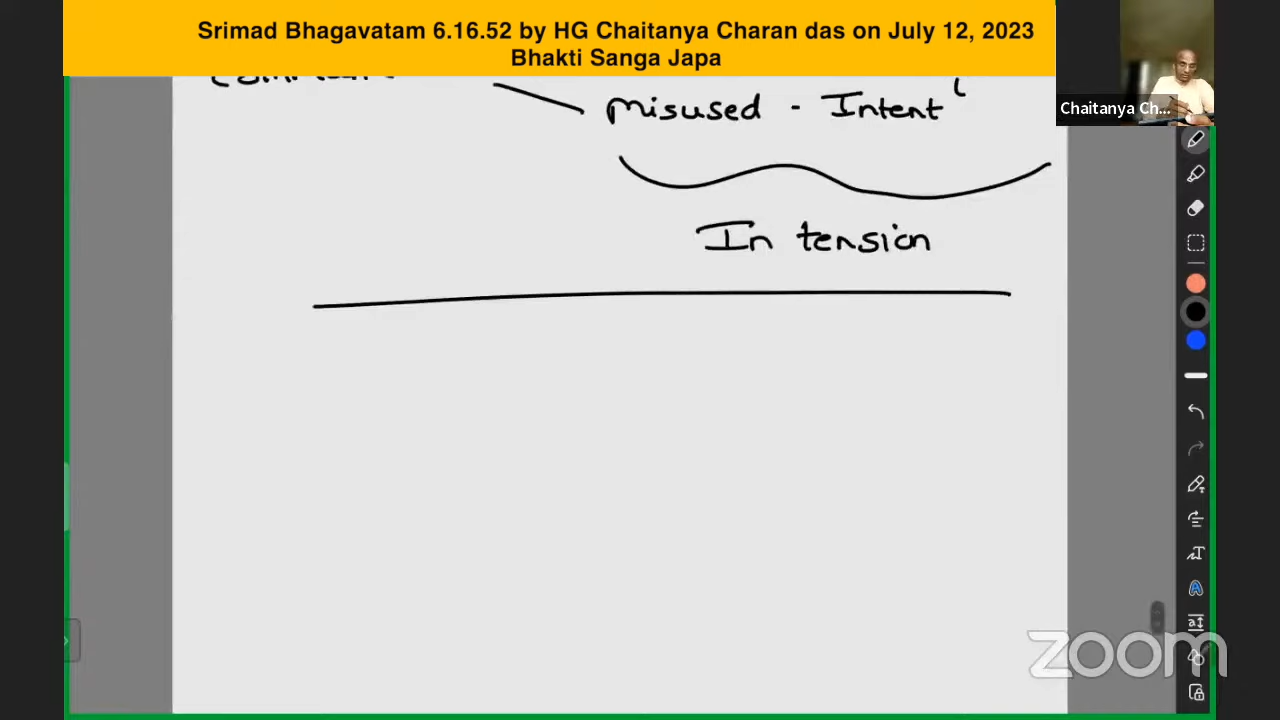 Srimad Bhagavatam 6.16.52 by HG Chaitanya Charan das on July 12, 2023
Bhakti Sanga Japa
Chaitanya Ch...
misused - Intent
In tension
zoom